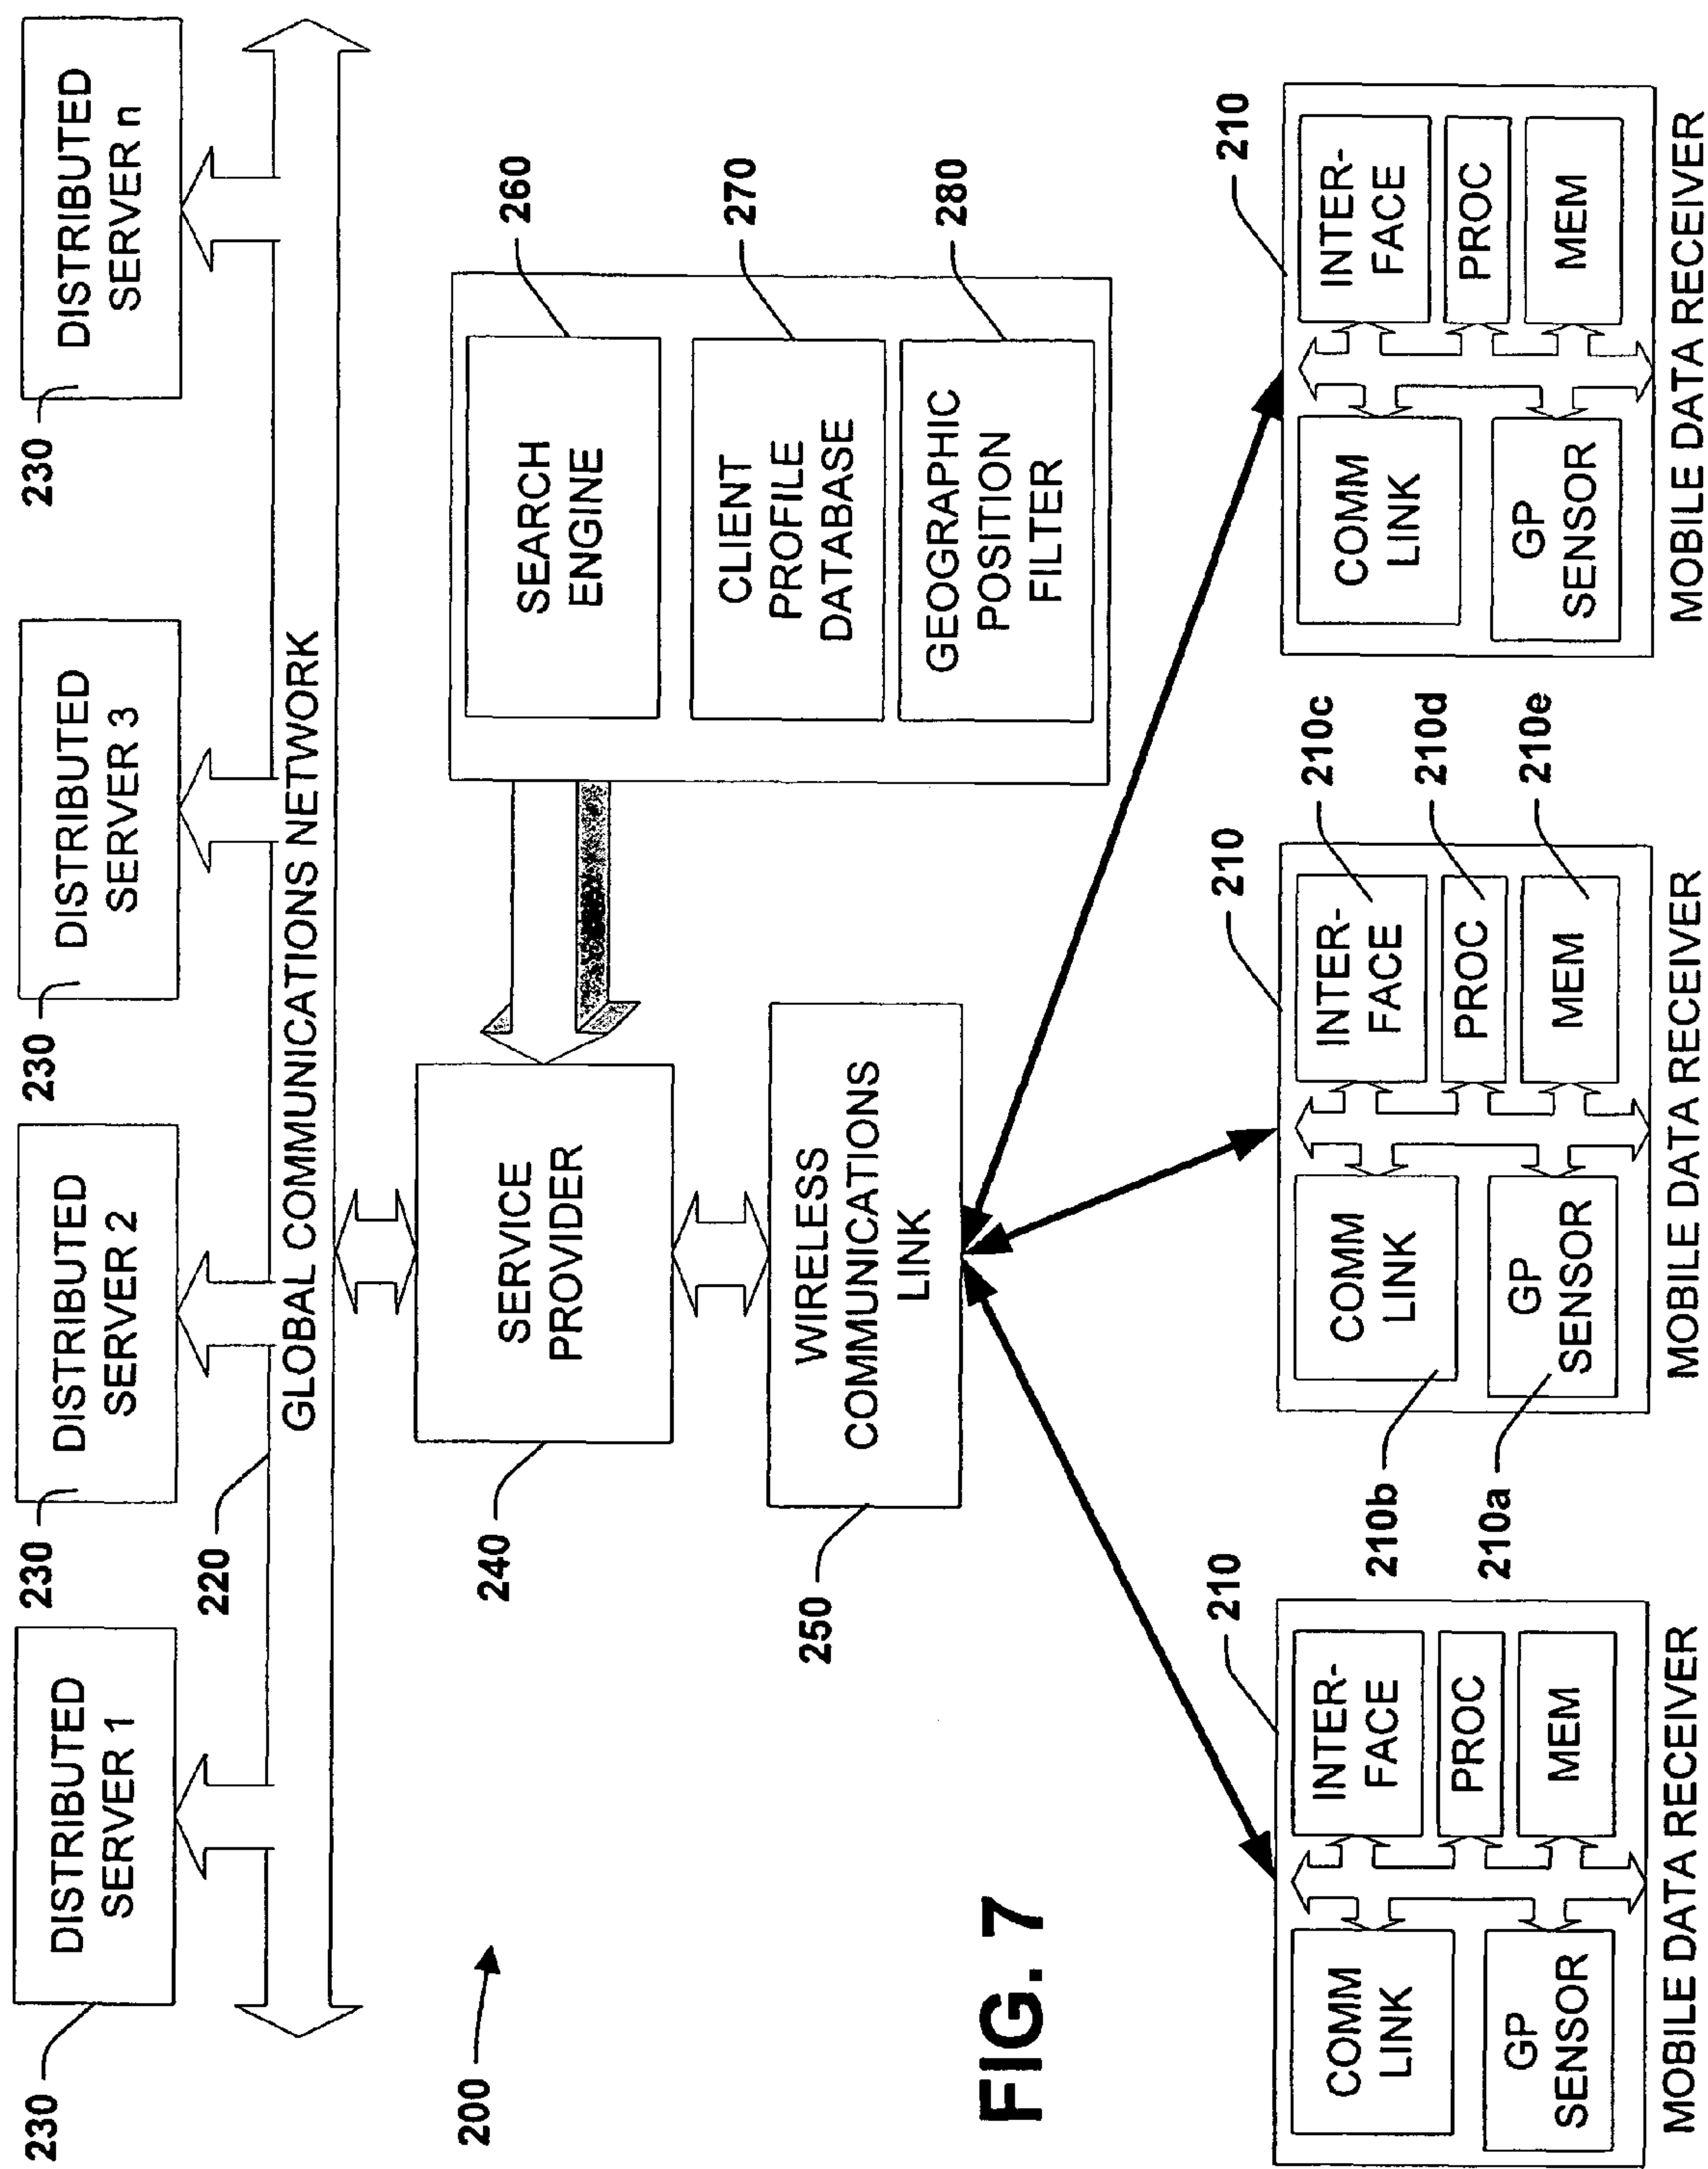 230
230
230
230
DISTRIBUTED
SERVER 1
DISTRIBUTED
SERVER 2
DISTRIBUTED
SERVER 3
DISTRIBUTED
SERVER n
220
GLOBAL COMMUNICATIONS NETWORK
200
240
SERVICE
PROVIDER
250
WIRELESS
COMMUNICATIONS
LINK
260
SEARCH
ENGINE
270
CLIENT
PROFILE
DATABASE
280
GEOGRAPHIC
POSITION
FILTER
FIG. 7
210
COMM
LINK
INTER-
FACE
PROC
GP
SENSOR
MEM
MOBILE DATA RECEIVER
210
210c
210d
210e
210b
210a
COMM
LINK
INTER-
FACE
PROC
GP
SENSOR
MEM
MOBILE DATA RECEIVER
210
COMM
LINK
INTER-
FACE
PROC
GP
SENSOR
MEM
MOBILE DATA RECEIVER